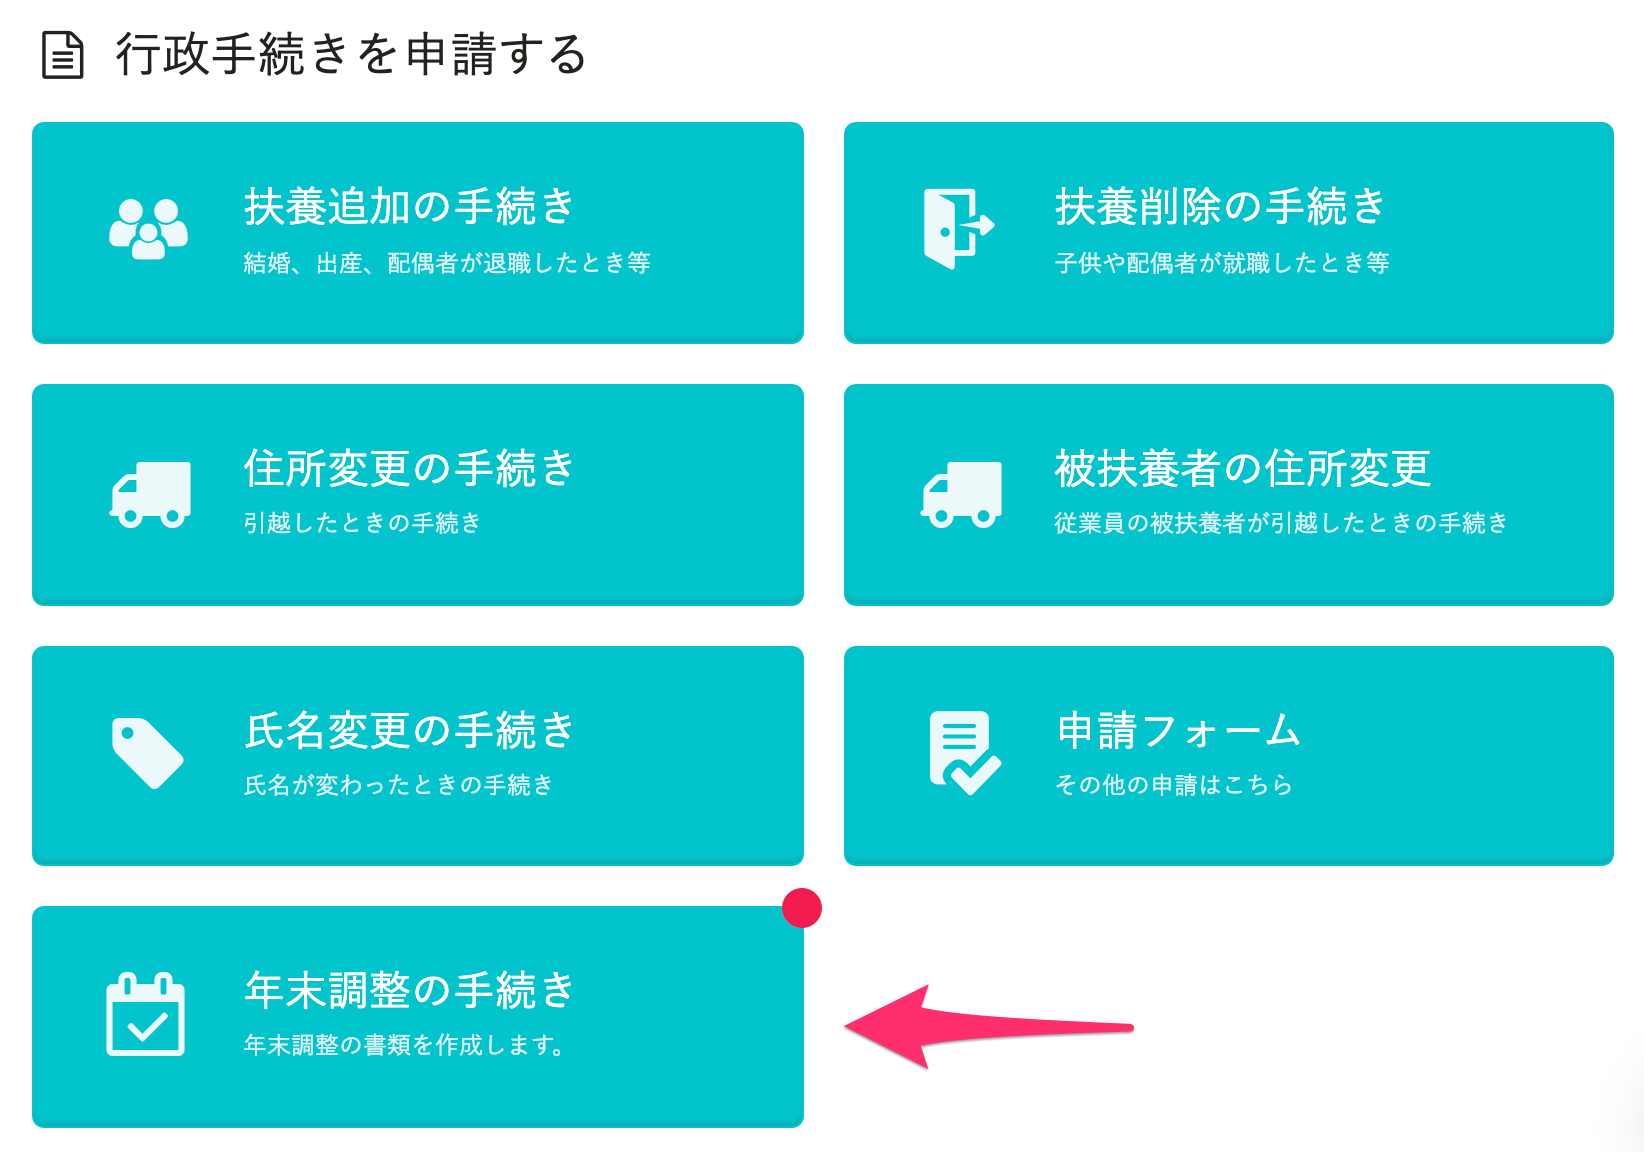 行政手続きを申請する
扶養追加の手続き
結婚、出産、配偶者が退職したとき等
扶養削除の手続き
子供や配偶者が就職したとき等
住所変更の手続き
引越したときの手続き
被扶養者の住所変更
従業員の被扶養者が引越したときの手続き
氏名変更の手続き
氏名が変わったときの手続き
申請フォーム
その他の申請はこちら
年末調整の手続き
年末調整の書類を作成します。